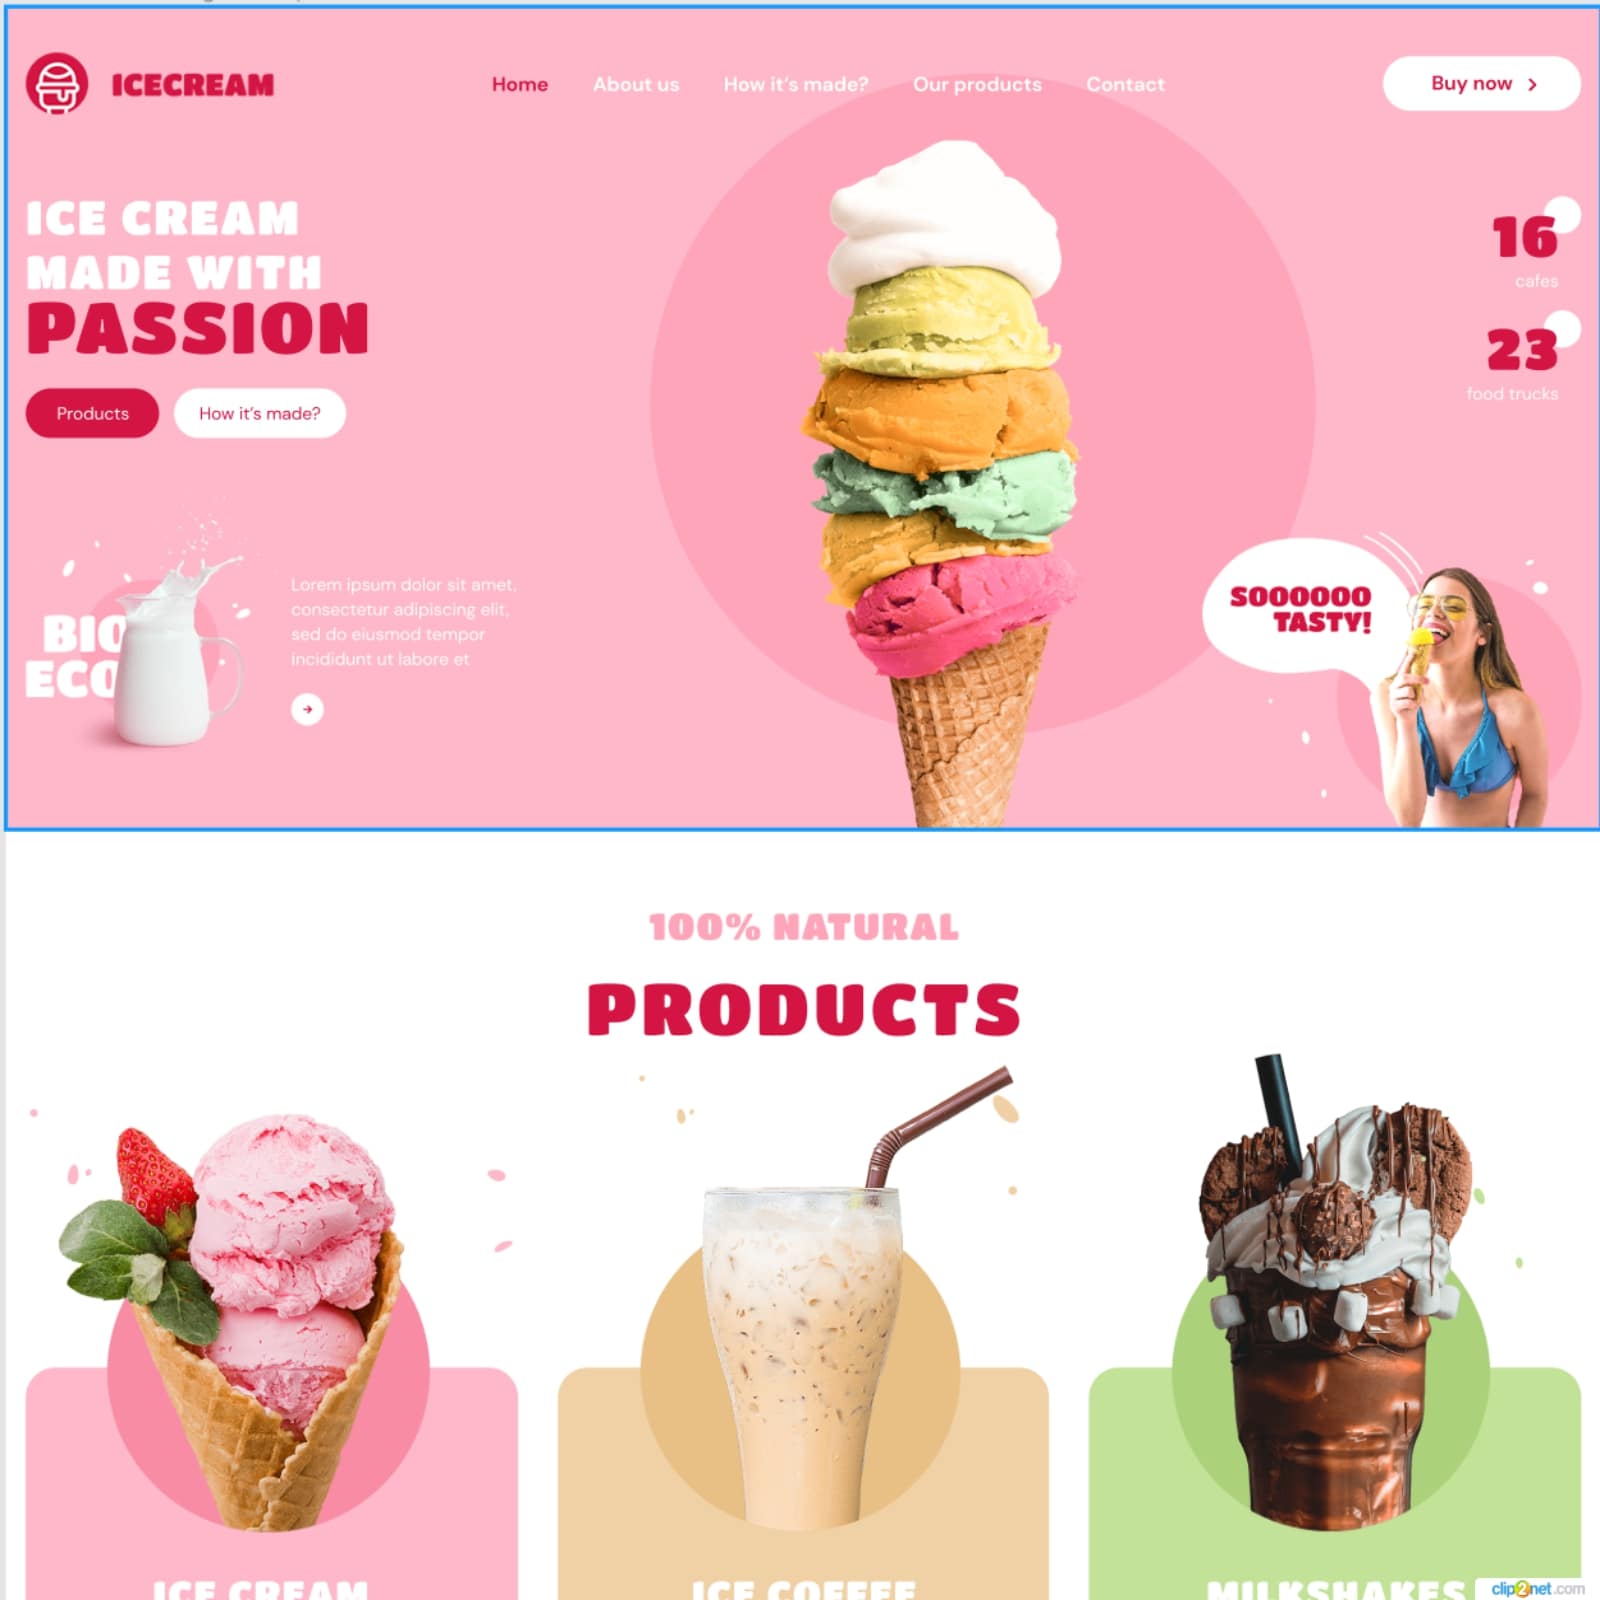 ICECREAM
Home
About us
How it's made?
Our products
Contact
Buy now
ICE CREAM
MADE WITH
PASSION
Products
How it's made?
16
cafes
23
food trucks
BIO
ECO
Lorem ipsum dolor sit amet,
consectetur adipiscing elit,
sed do eiusmod tempor
incididunt ut labore et
SOOOOOO
TASTY!
100% NATURAL
PRODUCTS
ICE CREAM
ICE COFFEE
MILKSHAKES
clip2net.com